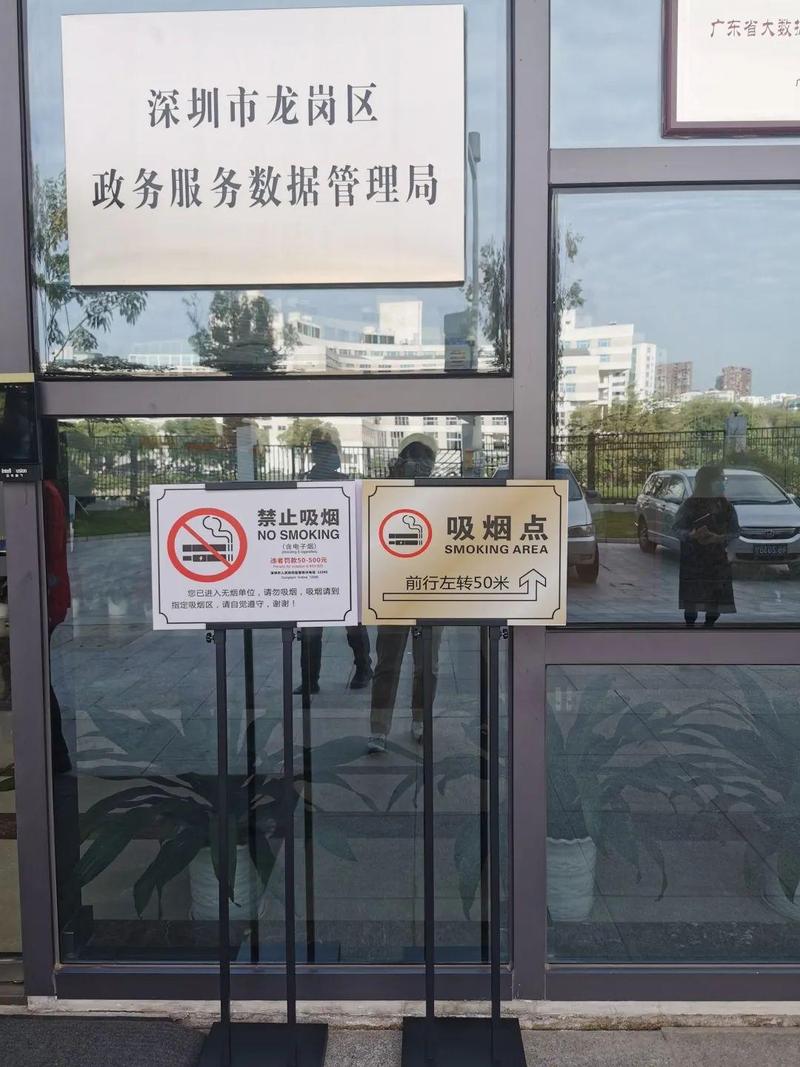 深圳市龙岗区
政务服务数据管理局
广东省大数据
禁止吸烟
NO SMOKING
(含电子烟)
违者罚款50-500元
您已进入无烟单位，请勿吸烟，吸烟请到
指定吸烟区，请自觉遵守，谢谢！
吸烟点
SMOKING AREA
前行左转50米